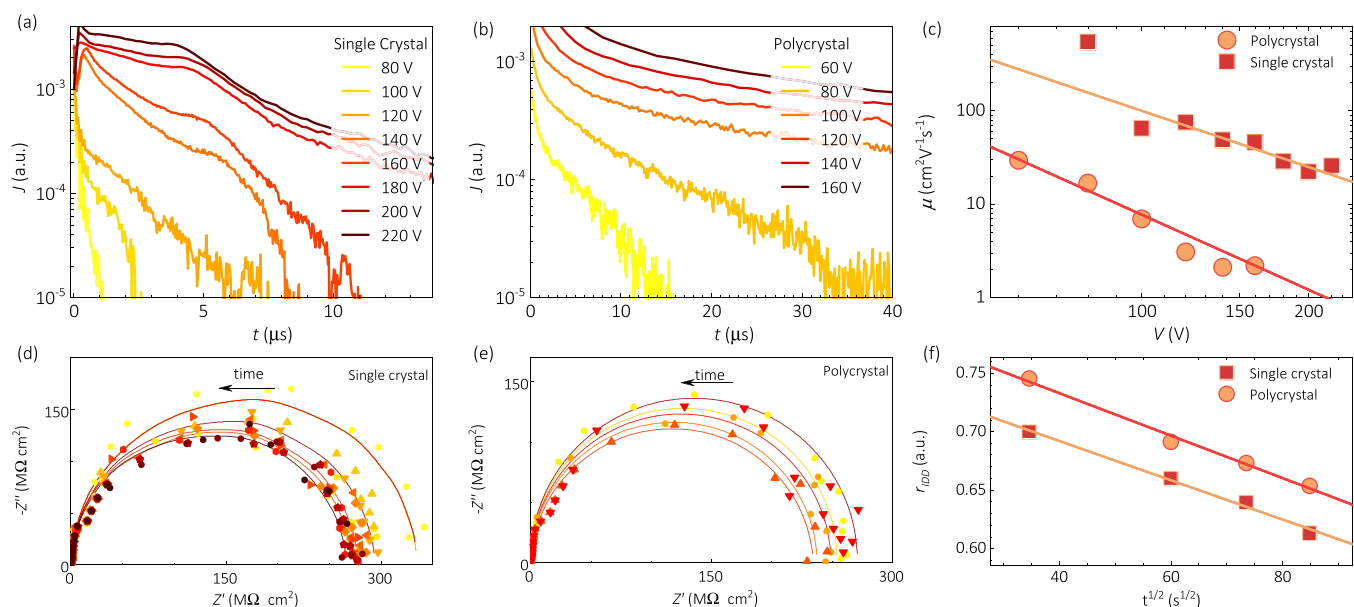 (a)
J (a.u.)
10⁻³
10⁻⁴
10⁻⁵
0
5
10
t (μs)
Single Crystal
80 V
100 V
120 V
140 V
160 V
180 V
200 V
220 V
(b)
J (a.u.)
10⁻³
10⁻⁴
10⁻⁵
0
10
20
30
40
t (μs)
Polycrystal
60 V
80 V
100 V
120 V
140 V
160 V
(c)
μ (cm²V⁻¹s⁻¹)
100
10
1
100
150
200
V (V)
Polycrystal
Single crystal
(d)
-Z'' (MΩ cm²)
150
0
0
150
300
Z' (MΩ cm²)
time
Single crystal
(e)
-Z'' (MΩ cm²)
150
0
0
150
300
Z' (MΩ cm²)
time
Polycrystal
(f)
r_IDD (a.u.)
0.75
0.70
0.65
0.60
40
60
80
t^1/2 (s^1/2)
Single crystal
Polycrystal